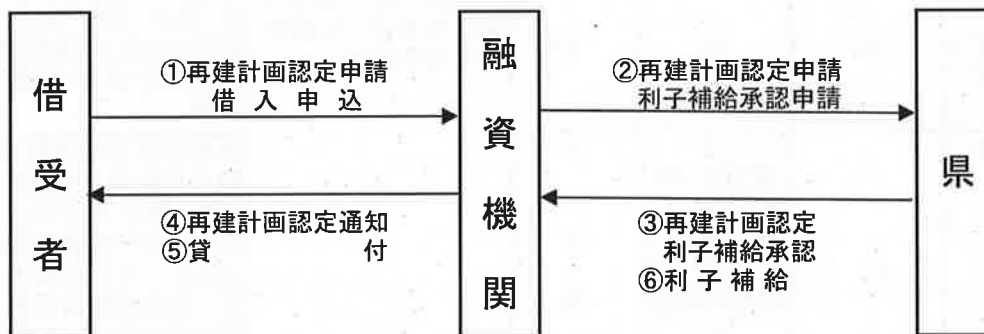 借受者
①再建計画認定申請
借入申込
④再建計画認定通知
⑤貸付
融資機関
②再建計画認定申請
利子補給承認申請
③再建計画認定
利子補給承認
⑥利子補給
県